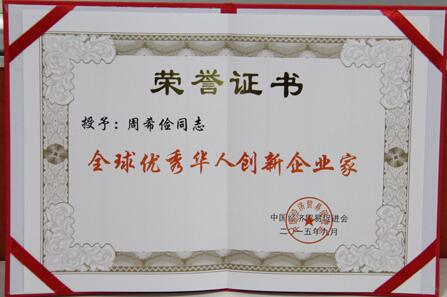 荣誉证书
授予：周希俭同志
全球优秀华人创新企业家
中国经济贸易促进会
二〇一五年九月